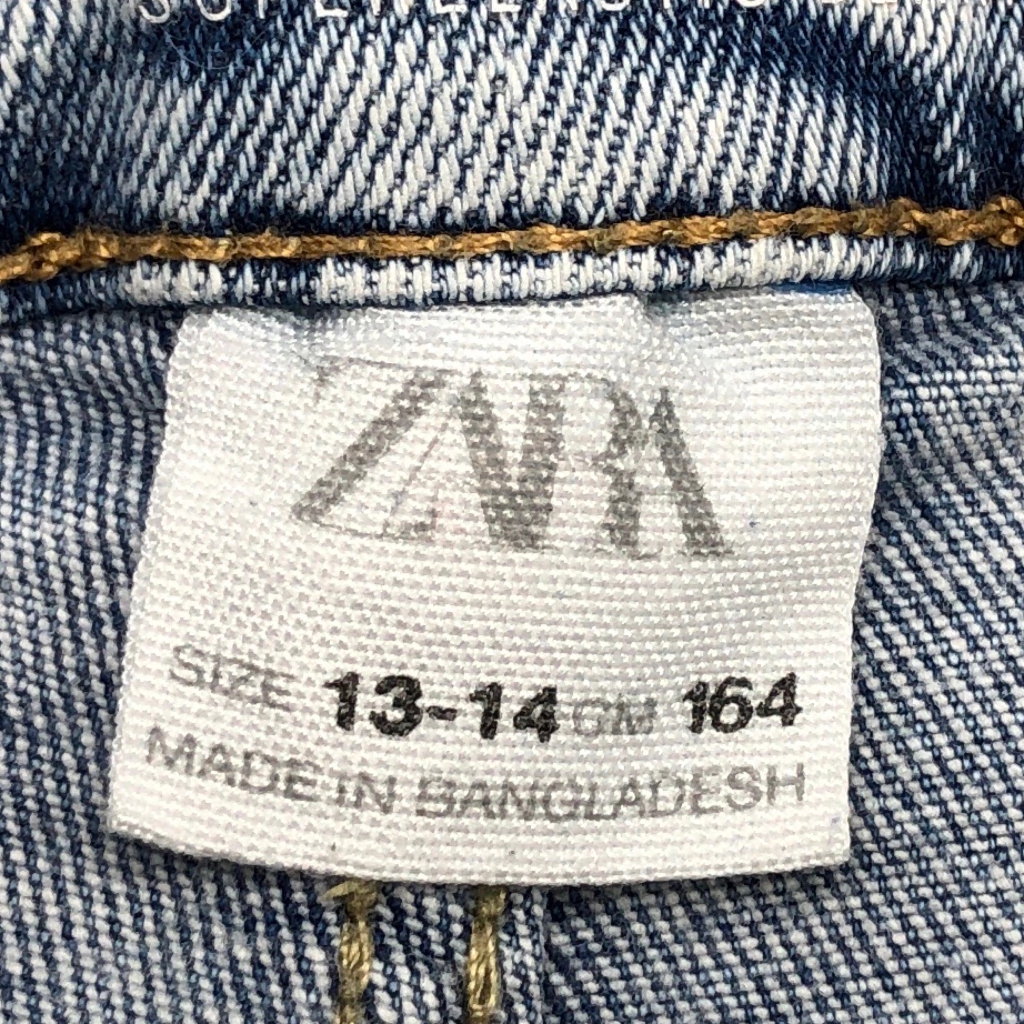 ZARA
SIZE 13-14 CM 164
MADE IN BANGLADESH